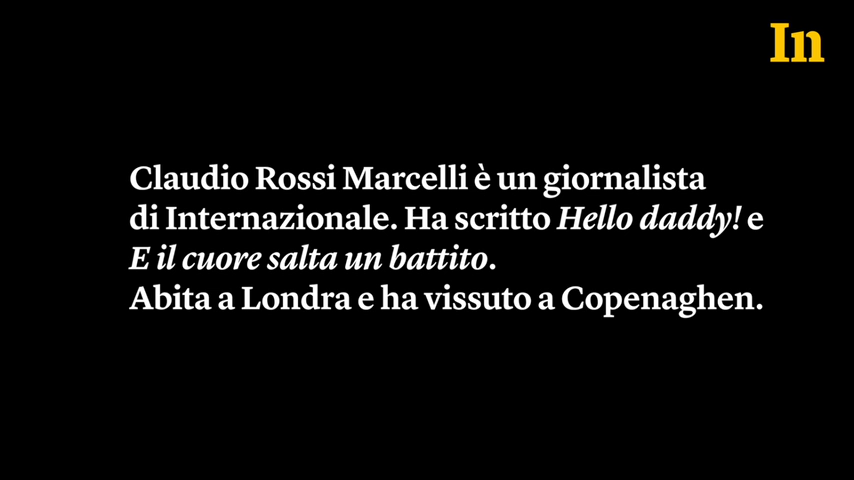 In
Claudio Rossi Marcelli è un giornalista
di Internazionale. Ha scritto Hello daddy! e
E il cuore salta un battito.
Abita a Londra e ha vissuto a Copenaghen.